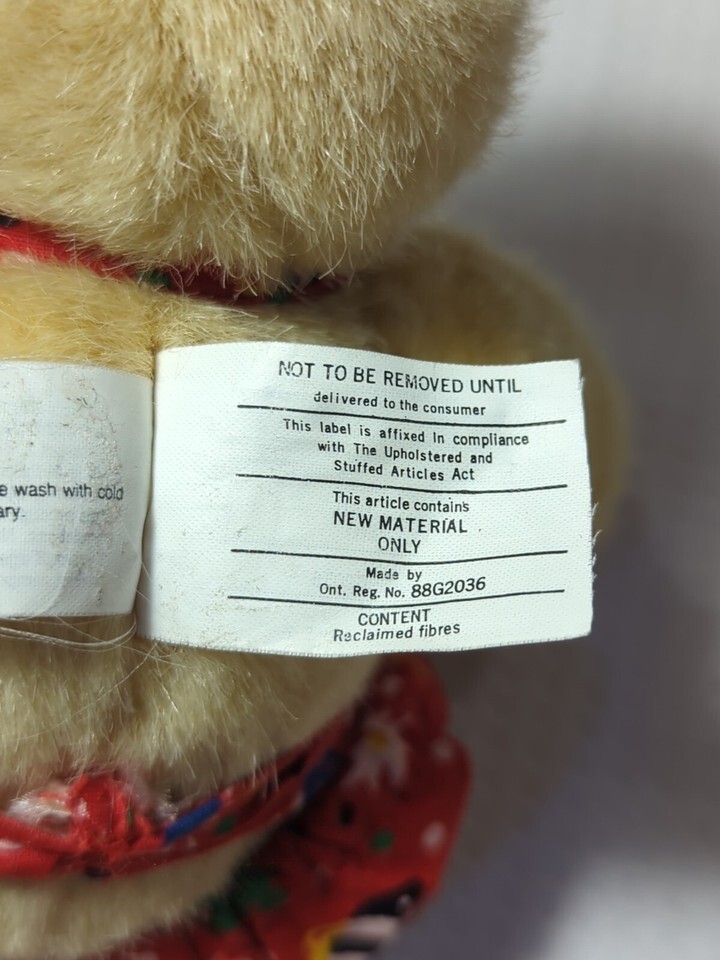 e wash with cold
ary.
NOT TO BE REMOVED UNTIL
delivered to the consumer
This label is affixed in compliance
with The Upholstered and
Stuffed Articles Act
This article contains
NEW MATERIAL
ONLY
Made by
Ont. Reg. No. 88G2036
CONTENT
Reclaimed fibres